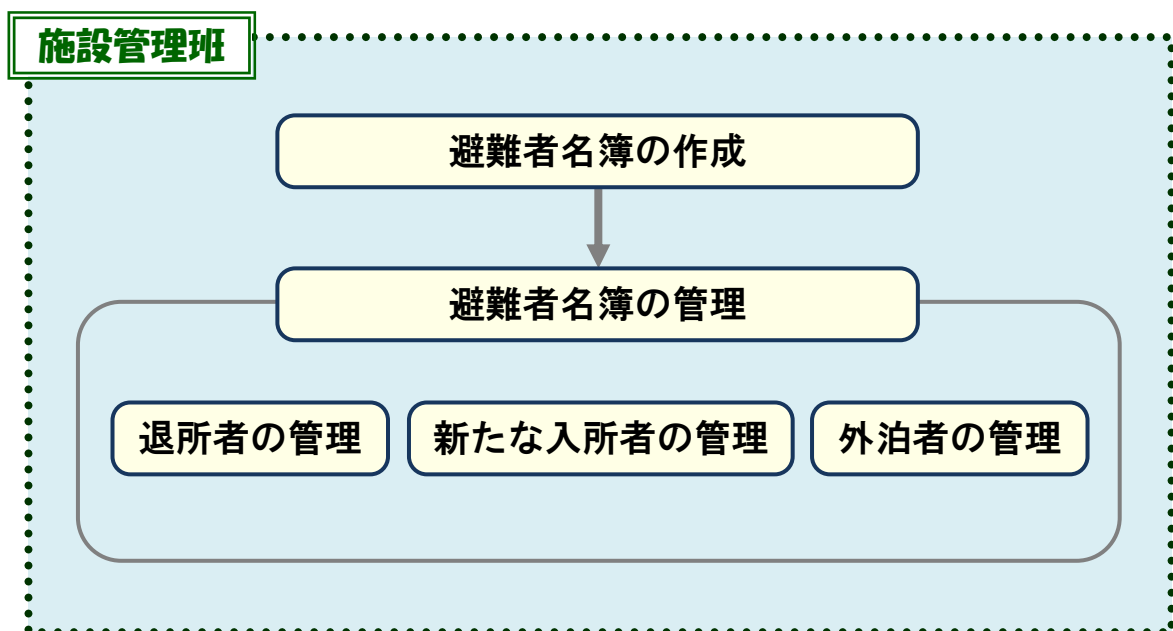 施設管理班
避難者名簿の作成
避難者名簿の管理
退所者の管理
新たな入所者の管理
外泊者の管理